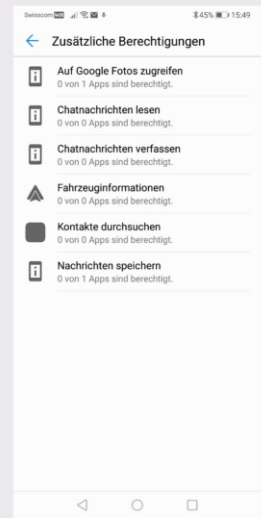 Swisscom 45% 15:49
Zusätzliche Berechtigungen
Auf Google Fotos zugreifen
0 von 1 Apps sind berechtigt.
Chatnachrichten lesen
0 von 0 Apps sind berechtigt.
Chatnachrichten verfassen
0 von 0 Apps sind berechtigt.
Fahrzeuginformationen
0 von 0 Apps sind berechtigt.
Kontakte durchsuchen
0 von 0 Apps sind berechtigt.
Nachrichten speichern
0 von 1 Apps sind berechtigt.